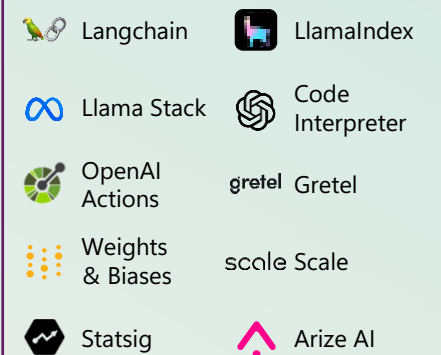 Langchain
LlamaIndex
Llama Stack
Code
Interpreter
OpenAI
Actions
gretel Gretel
Weights
& Biases
scale Scale
Statsig
Arize AI